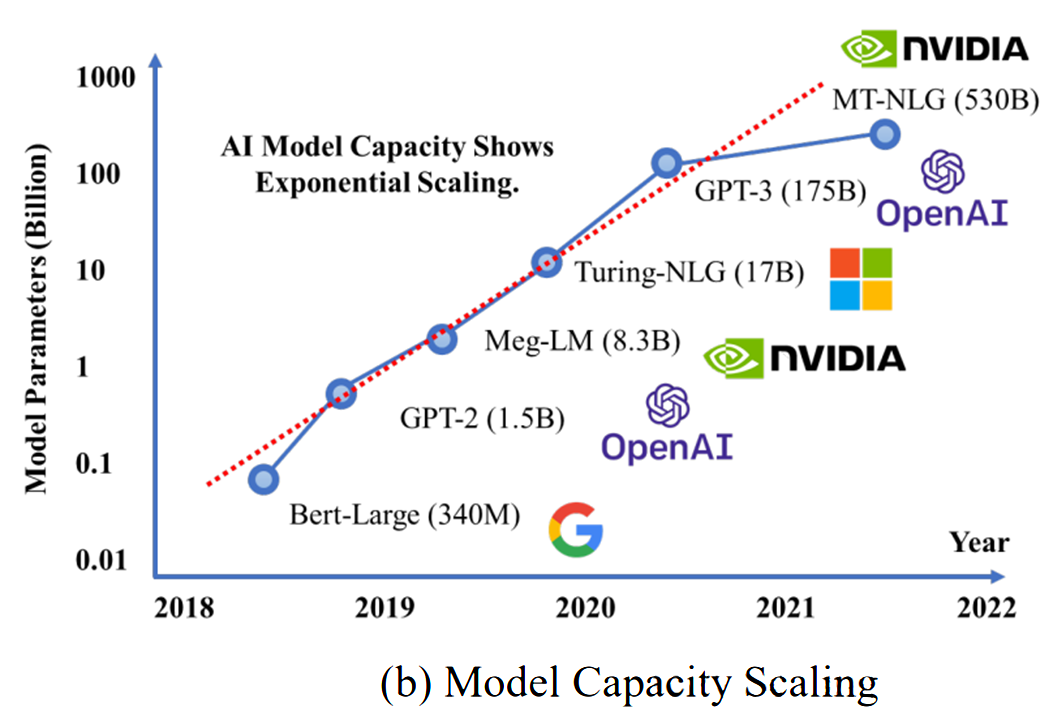 NVIDIA
1000
MT-NLG (530B)
AI Model Capacity Shows
Exponential Scaling.
100
GPT-3 (175B)
OpenAI
10
Turing-NLG (17B)
Meg-LM (8.3B)
NVIDIA
1
GPT-2 (1.5B)
OpenAI
0.1
Bert-Large (340M)
Year
0.01
Model Parameters (Billion)
2018 2019 2020 2021 2022
(b) Model Capacity Scaling